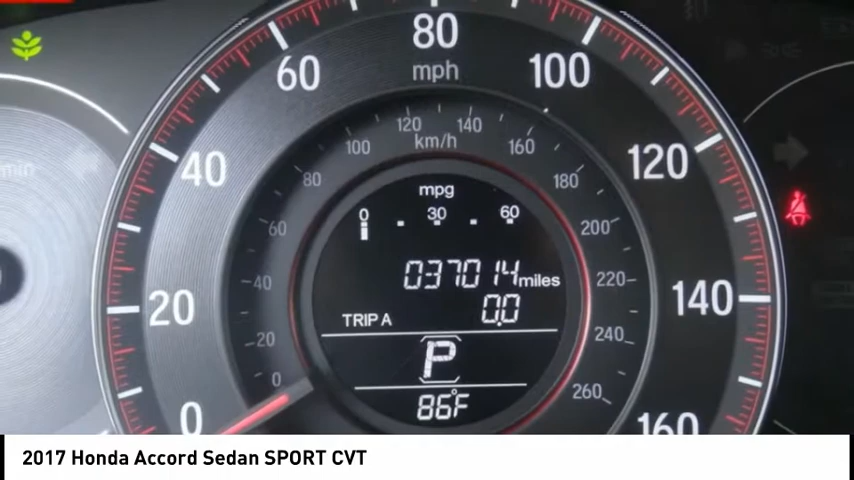 80
60
mph
100
120
140
km/h
100
160
40
80
mpg
180
120
0 30 60
60
200
037014 miles
40
220
20
0.0
140
TRIP A
20
240
P
0
260
86°F
0
160
2017 Honda Accord Sedan SPORT CVT